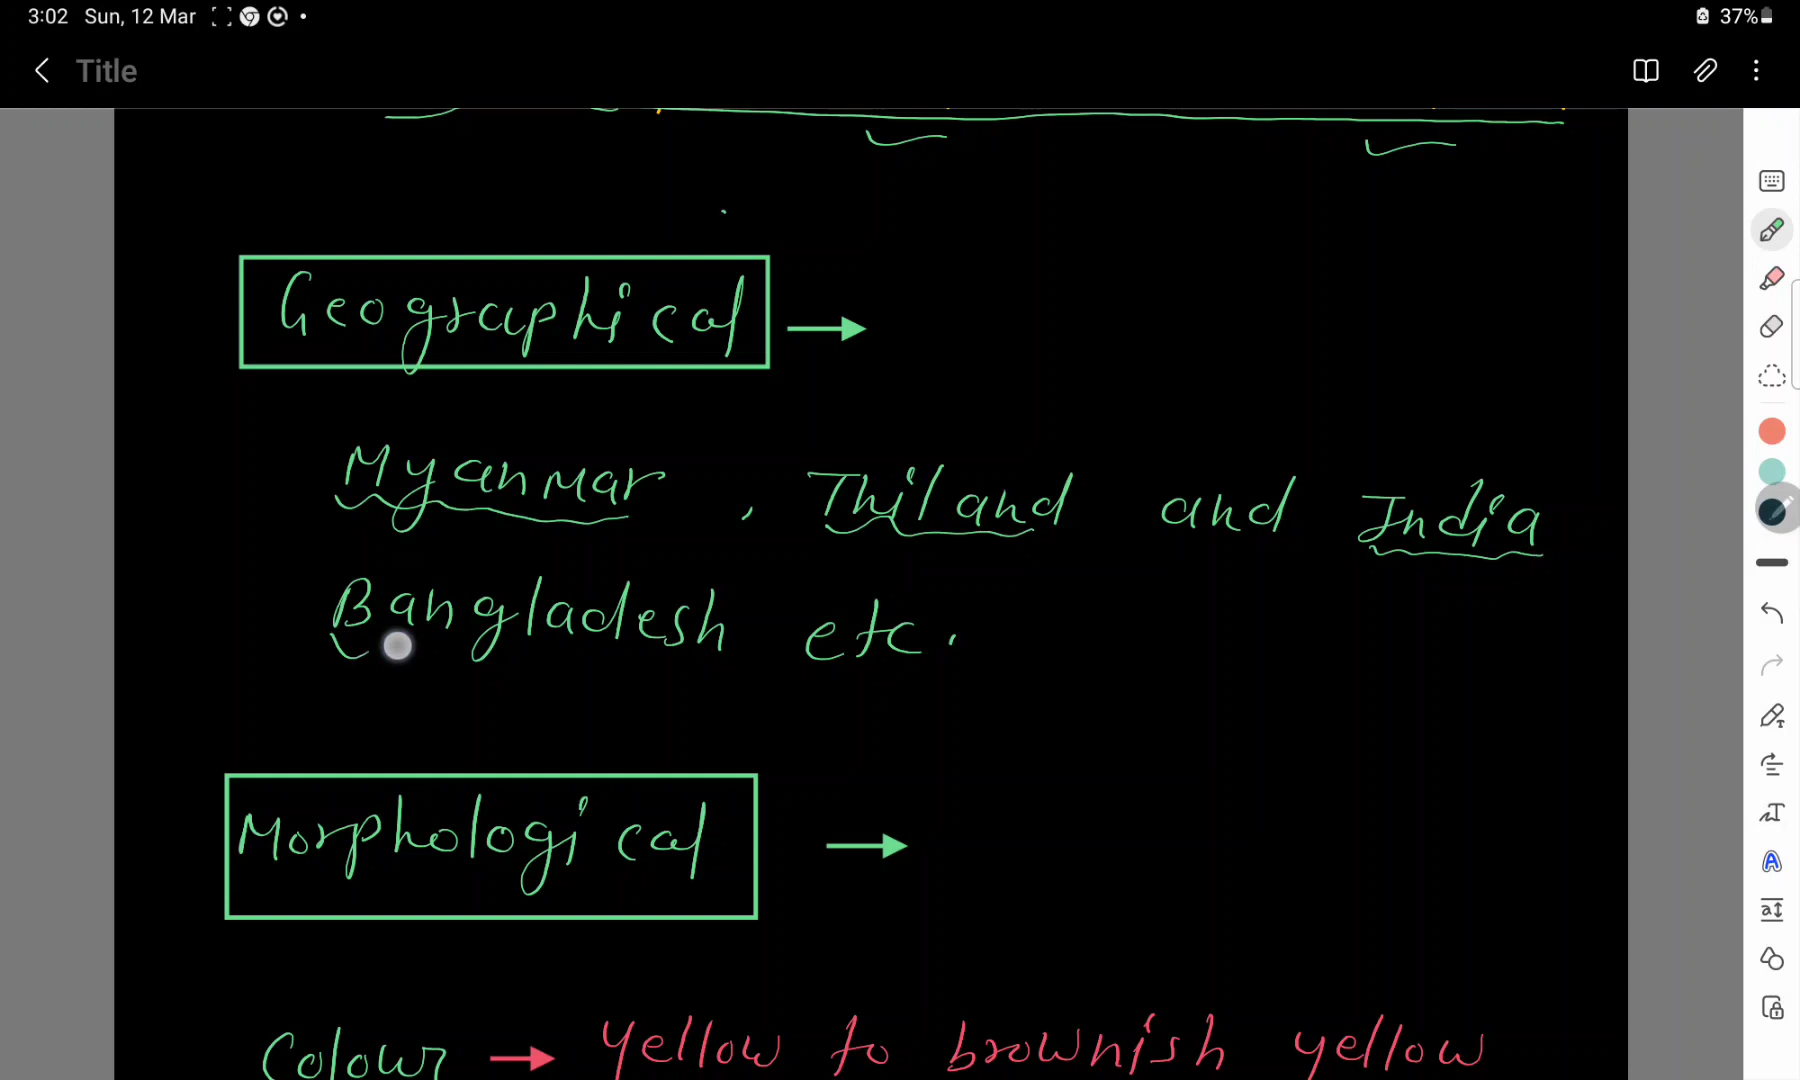 3:02 Sun, 12 Mar
37%
Title
Geographical
Myanmar, Thiland and India
Bangladesh etc.
Morphological
Colour → Yellow to brownish yellow